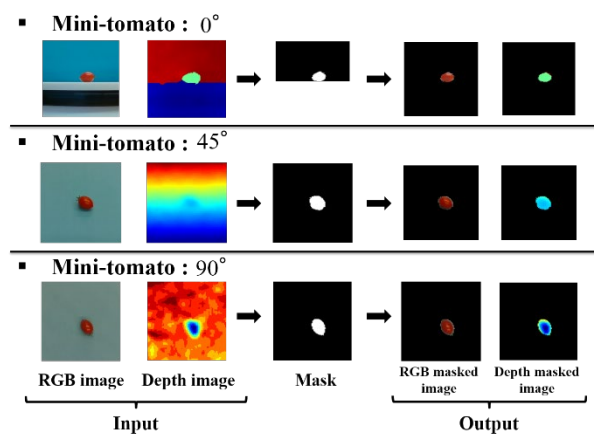 ▪ Mini-tomato : 0°
▪ Mini-tomato : 45°
▪ Mini-tomato : 90°
RGB image
Depth image
Mask
RGB masked
image
Depth masked
image
Input
Output